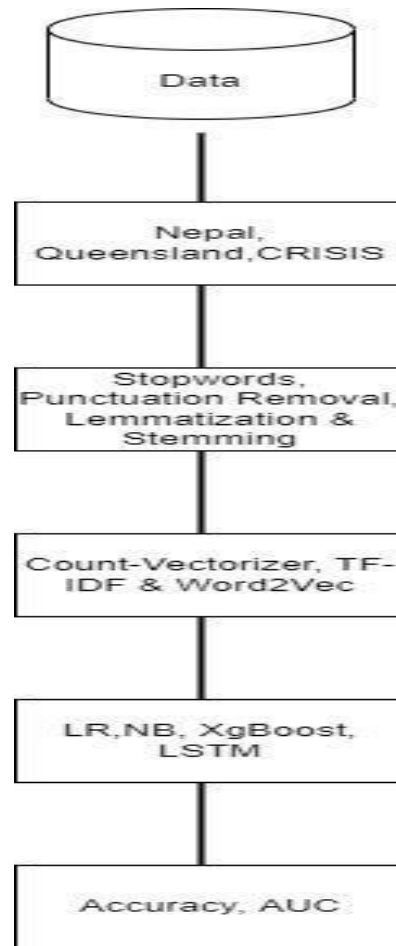 Data
Nepal,
Queensland,CRISIS
Stopwords,
Punctuation Removal,
Lemmatization &
Stemming
Count-Vectorizer, TF-
IDF & Word2Vec
LR,NB, XgBoost,
LSTM
Accuracy, AUC